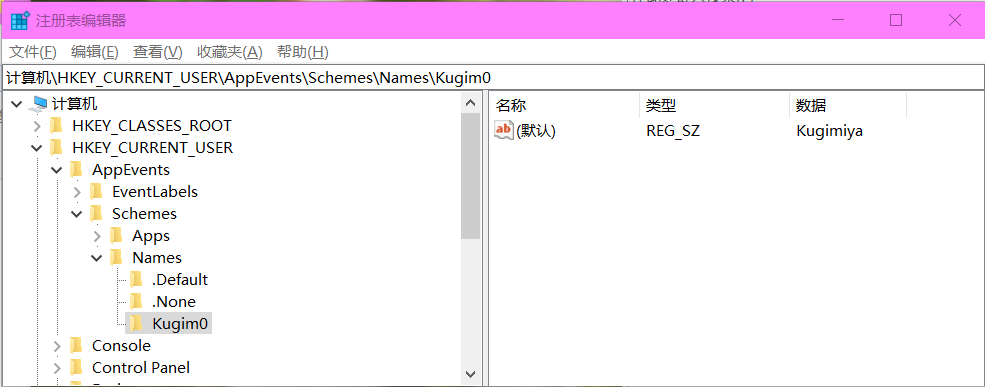 注册表编辑器
文件(F) 编辑(E) 查看(V) 收藏夹(A) 帮助(H)
计算机\HKEY_CURRENT_USER\AppEvents\Schemes\Names\Kugim0
计算机
HKEY_CLASSES_ROOT
HKEY_CURRENT_USER
AppEvents
EventLabels
Schemes
Apps
Names
.Default
.None
Kugim0
Console
Control Panel
名称 类型 数据
ab (默认) REG_SZ Kugimiya